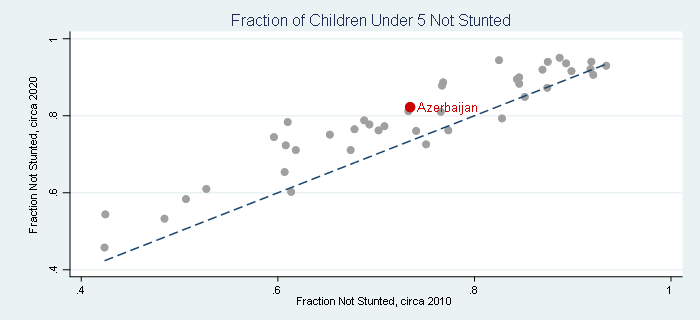 Fraction of Children Under 5 Not Stunted
Fraction Not Stunted, circa 2020
1
.8
.6
.4
Azerbaijan
.4
.6
.8
1
Fraction Not Stunted, circa 2010